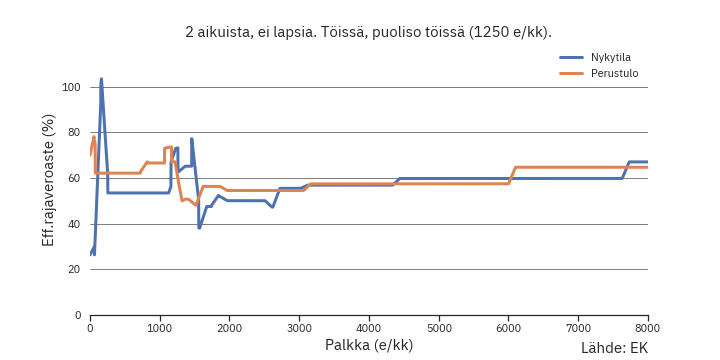 2 aikuista, ei lapsia. Töissä, puoliso töissä (1250 e/kk).
Nykytila
Perustulo
Eff.rajaveroaste (%)
100
80
60
40
20
0
0 1000 2000 3000 4000 5000 6000 7000 8000
Palkka (e/kk)
Lähde: EK